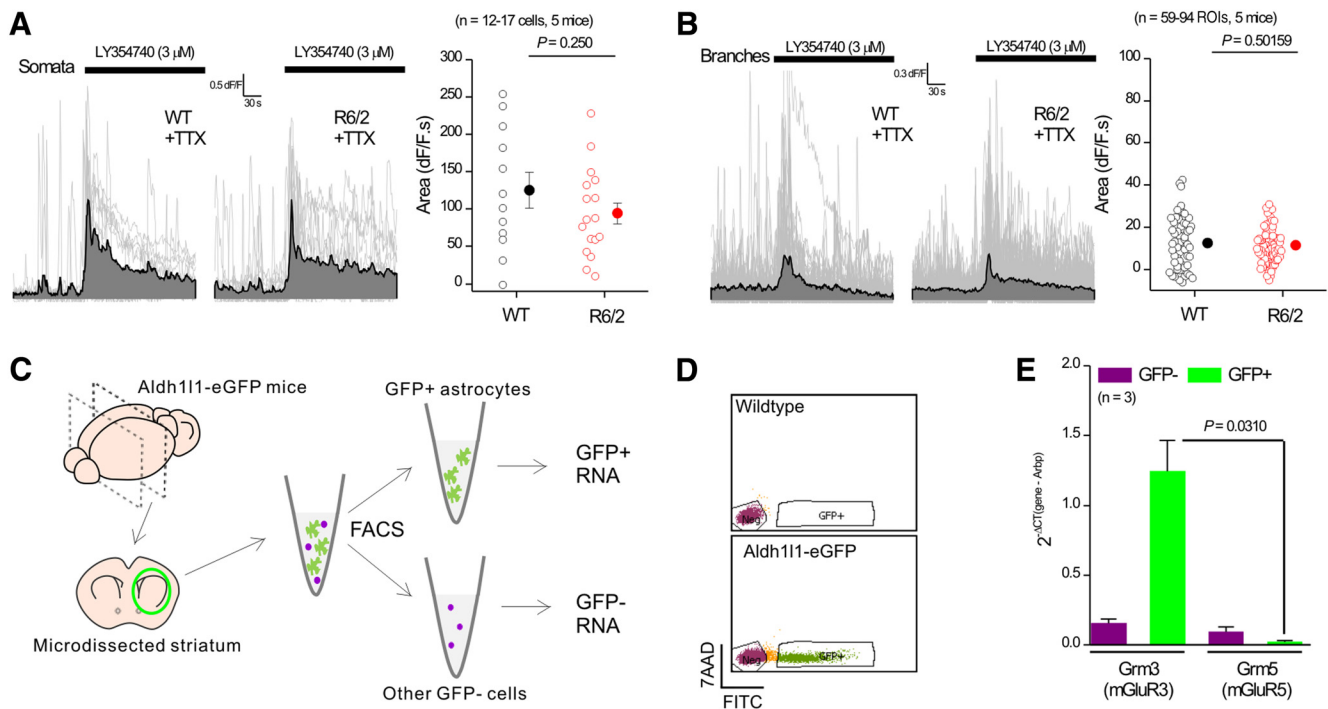 A
(n = 12-17 cells, 5 mice)
P = 0.250
LY354740 (3 μM)
LY354740 (3 μM)
Somata
0.5 dF/F
30 s
WT
+TTX
R6/2
+TTX
Area (dF/F.s)
300
250
200
150
100
50
0
WT
R6/2
B
(n = 59-94 ROIs, 5 mice)
P = 0.50159
LY354740 (3 μM)
LY354740 (3 μM)
Branches
0.3 dF/F
30 s
WT
+TTX
R6/2
+TTX
Area (dF/F.s)
100
80
60
40
20
0
WT
R6/2
C
Aldh1l1-eGFP mice
Microdissected striatum
FACS
GFP+ astrocytes
GFP+
RNA
GFP-
RNA
Other GFP- cells
D
Wildtype
Neg
GFP+
Aldh1l1-eGFP
Neg
GFP+
7AAD
FITC
E
GFP-
GFP+
(n = 3)
P = 0.0310
2^-ΔCT(gene - Arbp)
2.0
1.5
1.0
0.5
0.0
Grm3
(mGluR3)
Grm5
(mGluR5)